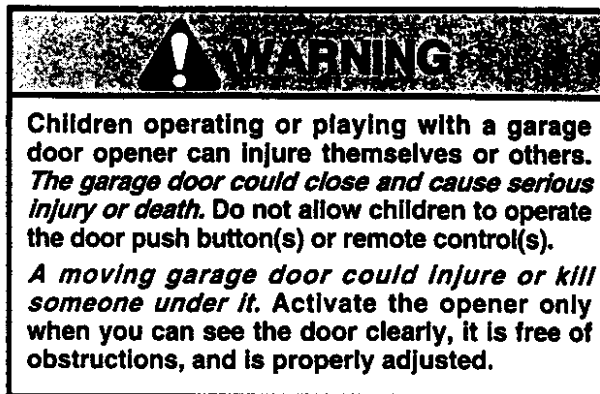 WARNING
Children operating or playing with a garage
door opener can injure themselves or others.
The garage door could close and cause serious
injury or death. Do not allow children to operate
the door push button(s) or remote control(s).
A moving garage door could injure or kill
someone under it. Activate the opener only
when you can see the door clearly, it is free of
obstructions, and is properly adjusted.